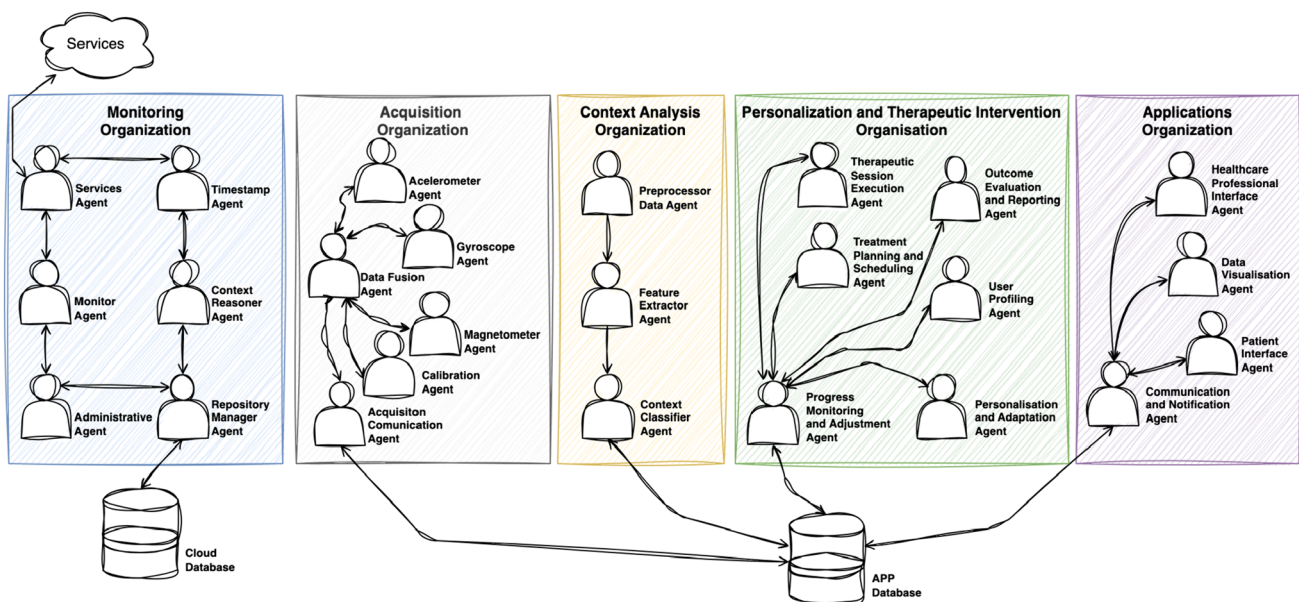 Services
Monitoring
Organization
Services
Agent
Timestamp
Agent
Monitor
Agent
Context
Reasoner
Agent
Administrative
Agent
Repository
Manager
Agent
Cloud
Database
Acquisition
Organization
Acelerometer
Agent
Gyroscope
Agent
Data Fusion
Agent
Magnetometer
Agent
Calibration
Agent
Acquisiton
Comunication
Agent
Context Analysis
Organization
Preprocessor
Data Agent
Feature
Extractor
Agent
Context
Classifier
Agent
Personalization and Therapeutic Intervention
Organisation
Therapeutic
Session
Execution
Agent
Outcome
Evaluation
and Reporting
Agent
Treatment
Planning and
Scheduling
Agent
User
Profiling
Agent
Progress
Monitoring
and Adjustment
Agent
Personalisation
and Adaptation
Agent
APP
Database
Applications
Organization
Healthcare
Professional
Interface
Agent
Data
Visualisation
Agent
Patient
Interface
Agent
Communication
and Notification
Agent